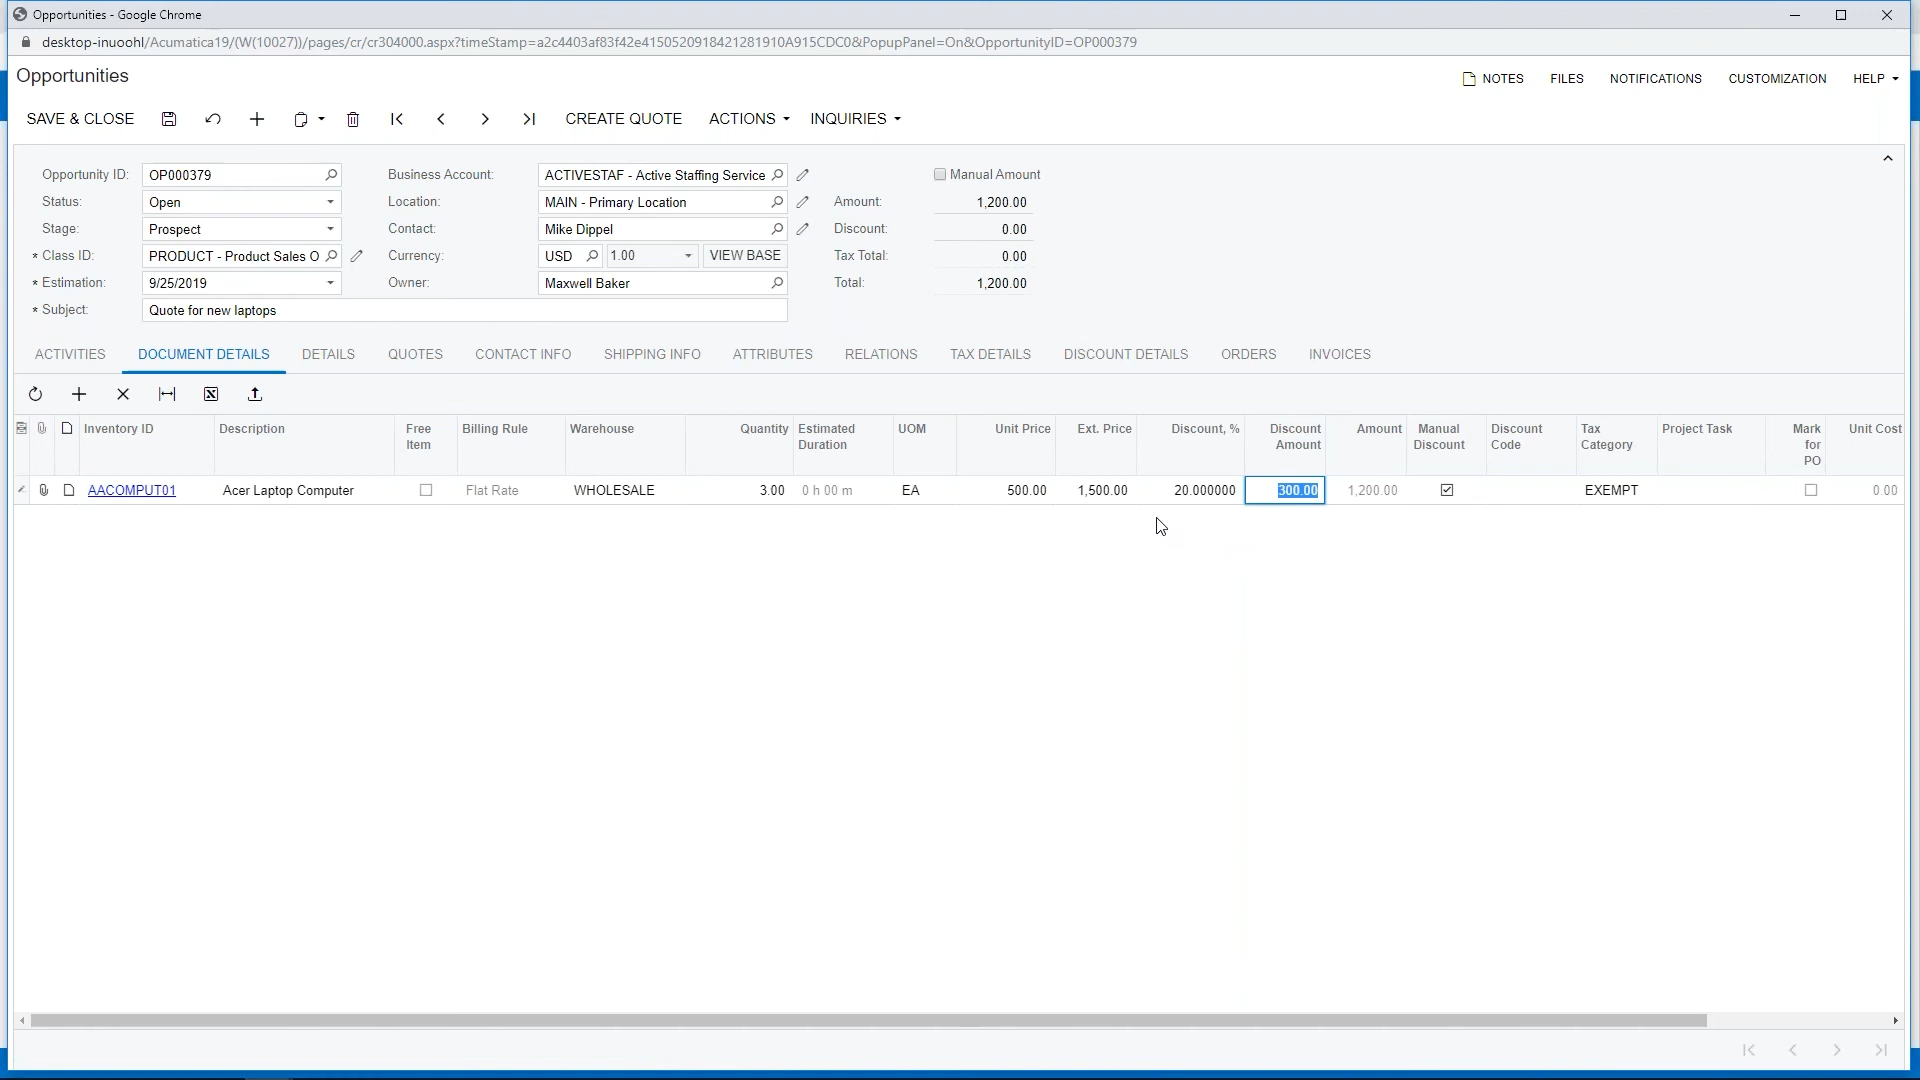 Opportunities - Google Chrome
desktop-inuoohl/Acumatica19/(W(10027))/pages/cr/cr304000.aspx?timeStamp=a2c4403af83f42e4150520918421281910A915CDC0&PopupPanel=On&OpportunityID=OP000379
Opportunities
NOTES FILES NOTIFICATIONS CUSTOMIZATION HELP
SAVE & CLOSE CREATE QUOTE ACTIONS INQUIRIES
Opportunity ID: OP000379 Business Account: ACTIVESTAF - Active Staffing Service Manual Amount
Status: Open Location: MAIN - Primary Location Amount: 1,200.00
Stage: Prospect Contact: Mike Dippel Discount: 0.00
* Class ID: PRODUCT - Product Sales O Currency: USD 1.00 VIEW BASE Tax Total: 0.00
* Estimation: 9/25/2019 Owner: Maxwell Baker Total: 1,200.00
* Subject: Quote for new laptops
ACTIVITIES DOCUMENT DETAILS DETAILS QUOTES CONTACT INFO SHIPPING INFO ATTRIBUTES RELATIONS TAX DETAILS DISCOUNT DETAILS ORDERS INVOICES
Inventory ID Description Free Item Billing Rule Warehouse Quantity Estimated Duration UOM Unit Price Ext. Price Discount, % Discount Amount Amount Manual Discount Discount Code Tax Category Project Task Mark for PO Unit Cost
AACOMPUT01 Acer Laptop Computer Flat Rate WHOLESALE 3.00 0 h 00 m EA 500.00 1,500.00 20.000000 300.00 1,200.00 EXEMPT 0.00